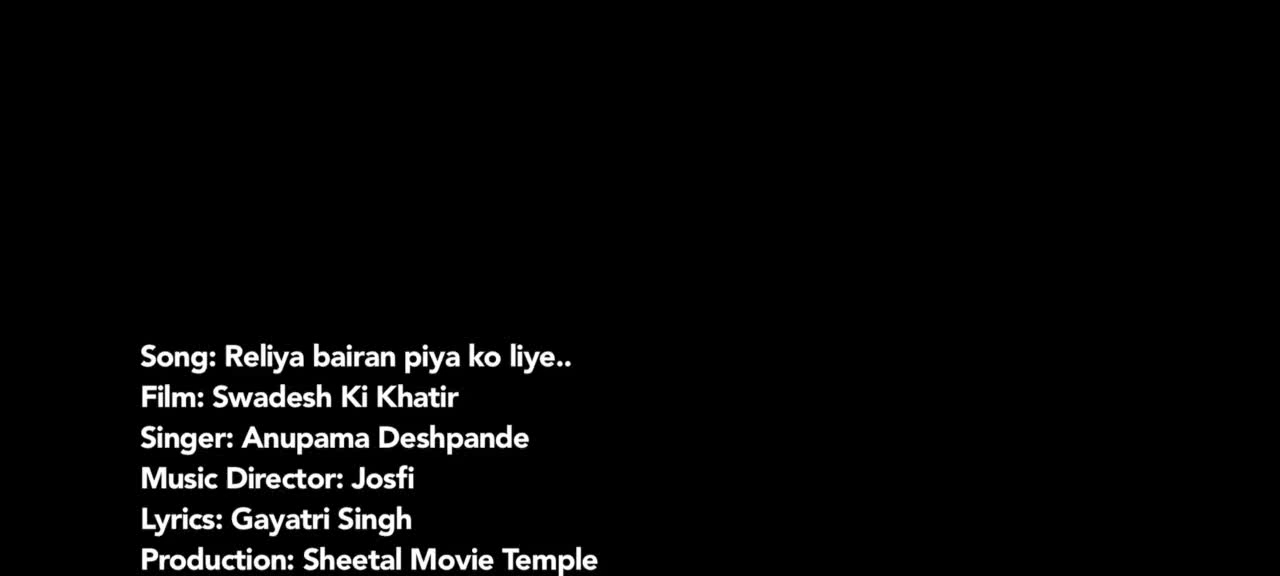 Song: Reliya bairan piya ko liye..
Film: Swadesh Ki Khatir
Singer: Anupama Deshpande
Music Director: Josfi
Lyrics: Gayatri Singh
Production: Sheetal Movie Temple